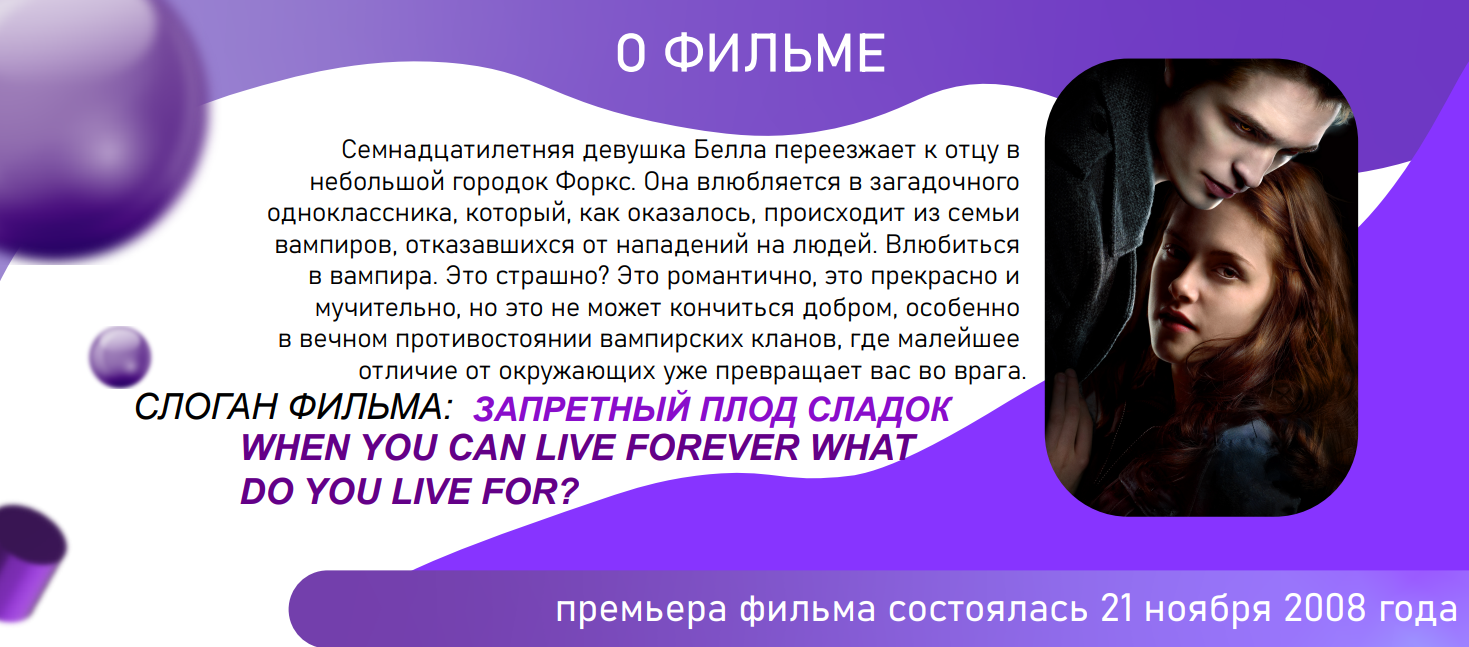 О ФИЛЬМЕ
Семнадцатилетняя девушка Белла переезжает к отцу в
небольшой городок Форкс. Она влюбляется в загадочного
одноклассника, который, как оказалось, происходит из семьи
вампиров, отказавшихся от нападений на людей. Влюбиться
в вампира. Это страшно? Это романтично, это прекрасно и
мучительно, но это не может кончиться добром, особенно
в вечном противостоянии вампирских кланов, где малейшее
отличие от окружающих уже превращает вас во врага.
СЛОГАН ФИЛЬМА: ЗАПРЕТНЫЙ ПЛОД СЛАДОК
WHEN YOU CAN LIVE FOREVER WHAT
DO YOU LIVE FOR?
премьера фильма состоялась 21 ноября 2008 года